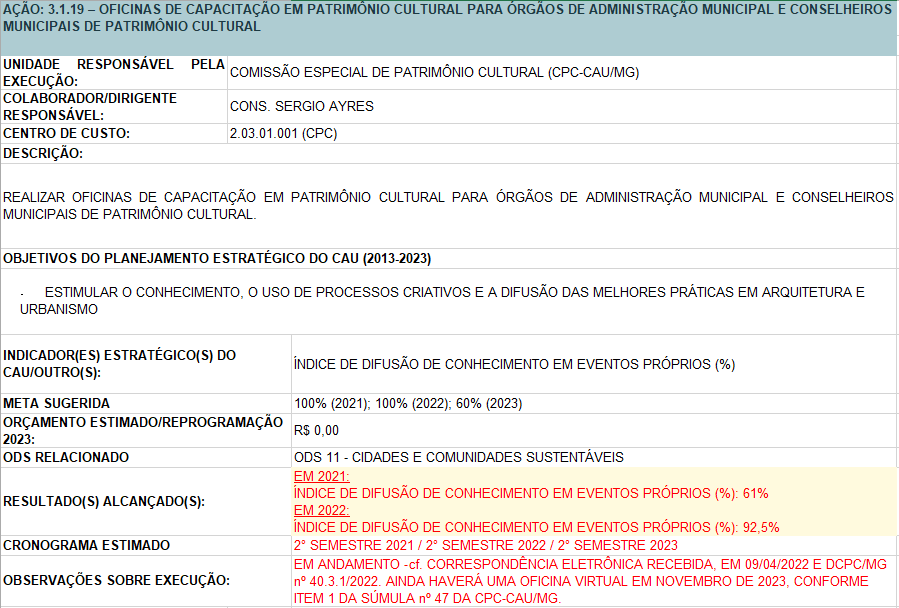 AÇÃO: 3.1.19 – OFICINAS DE CAPACITAÇÃO EM PATRIMÔNIO CULTURAL PARA ÓRGÃOS DE ADMINISTRAÇÃO MUNICIPAL E CONSELHEIROS
MUNICIPAIS DE PATRIMÔNIO CULTURAL
UNIDADE RESPONSÁVEL PELA
EXECUÇÃO:
COMISSÃO ESPECIAL DE PATRIMÔNIO CULTURAL (CPC-CAU/MG)
COLABORADOR/DIRIGENTE
RESPONSÁVEL:
CONS. SERGIO AYRES
CENTRO DE CUSTO:
2.03.01.001 (CPC)
DESCRIÇÃO:
REALIZAR OFICINAS DE CAPACITAÇÃO EM PATRIMÔNIO CULTURAL PARA ÓRGÃOS DE ADMINISTRAÇÃO MUNICIPAL E CONSELHEIROS
MUNICIPAIS DE PATRIMÔNIO CULTURAL.
OBJETIVOS DO PLANEJAMENTO ESTRATÉGICO DO CAU (2013-2023)
- ESTIMULAR O CONHECIMENTO, O USO DE PROCESSOS CRIATIVOS E A DIFUSÃO DAS MELHORES PRÁTICAS EM ARQUITETURA E
URBANISMO
INDICADOR(ES) ESTRATÉGICO(S) DO
CAU/OUTRO(S):
ÍNDICE DE DIFUSÃO DE CONHECIMENTO EM EVENTOS PRÓPRIOS (%)
META SUGERIDA
100% (2021); 100% (2022); 60% (2023)
ORÇAMENTO ESTIMADO/REPROGRAMAÇÃO
2023:
R$ 0,00
ODS RELACIONADO
ODS 11 - CIDADES E COMUNIDADES SUSTENTÁVEIS
RESULTADO(S) ALCANÇADO(S):
EM 2021:
ÍNDICE DE DIFUSÃO DE CONHECIMENTO EM EVENTOS PRÓPRIOS (%): 61%
EM 2022:
ÍNDICE DE DIFUSÃO DE CONHECIMENTO EM EVENTOS PRÓPRIOS (%): 92,5%
CRONOGRAMA ESTIMADO
2° SEMESTRE 2021 / 2° SEMESTRE 2022 / 2° SEMESTRE 2023
OBSERVAÇÕES SOBRE EXECUÇÃO:
EM ANDAMENTO -cf. CORRESPONDÊNCIA ELETRÔNICA RECEBIDA, EM 09/04/2022 E DCPC/MG
nº 40.3.1/2022. AINDA HAVERÁ UMA OFICINA VIRTUAL EM NOVEMBRO DE 2023, CONFORME
ITEM 1 DA SÚMULA nº 47 DA CPC-CAU/MG.